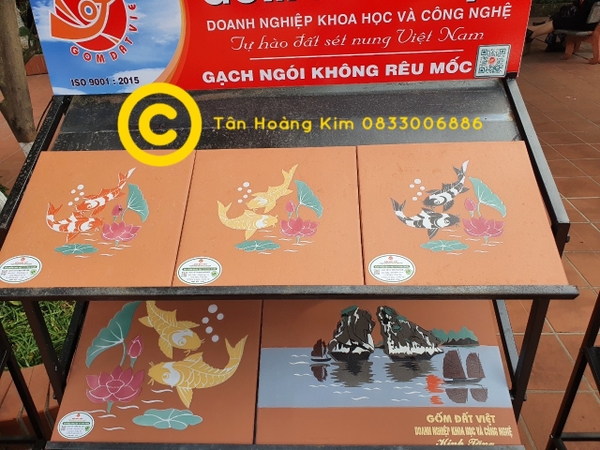 GỐM ĐẤT VIỆT
DOANH NGHIỆP KHOA HỌC VÀ CÔNG NGHỆ
Tự hào đất sét nung Việt Nam
ISO 9001 : 2015
GẠCH NGÓI KHÔNG RÊU MỐC
C Tân Hoàng Kim 0833006886
GỐM ĐẤT VIỆT
DOANH NGHIỆP KHOA HỌC VÀ CÔNG NGHỆ
Kính Tặng